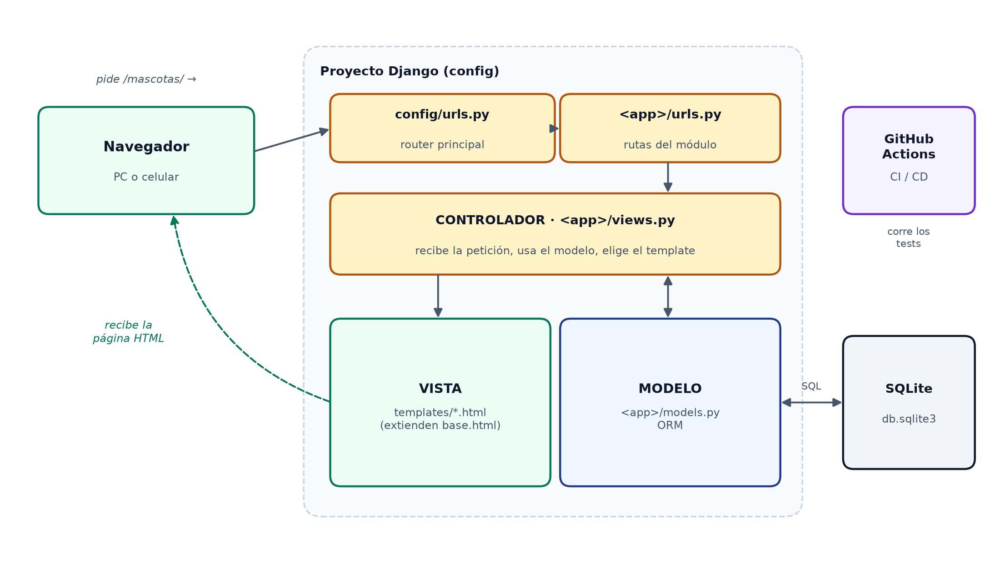 Proyecto Django (config)
pide /mascotas/ →
Navegador
PC o celular
config/urls.py
router principal
<app>/urls.py
rutas del módulo
GitHub
Actions
CI / CD
corre los
tests
CONTROLADOR · <app>/views.py
recibe la petición, usa el modelo, elige el template
recibe la
página HTML
VISTA
templates/*.html
(extienden base.html)
MODELO
<app>/models.py
ORM
SQL
SQLite
db.sqlite3